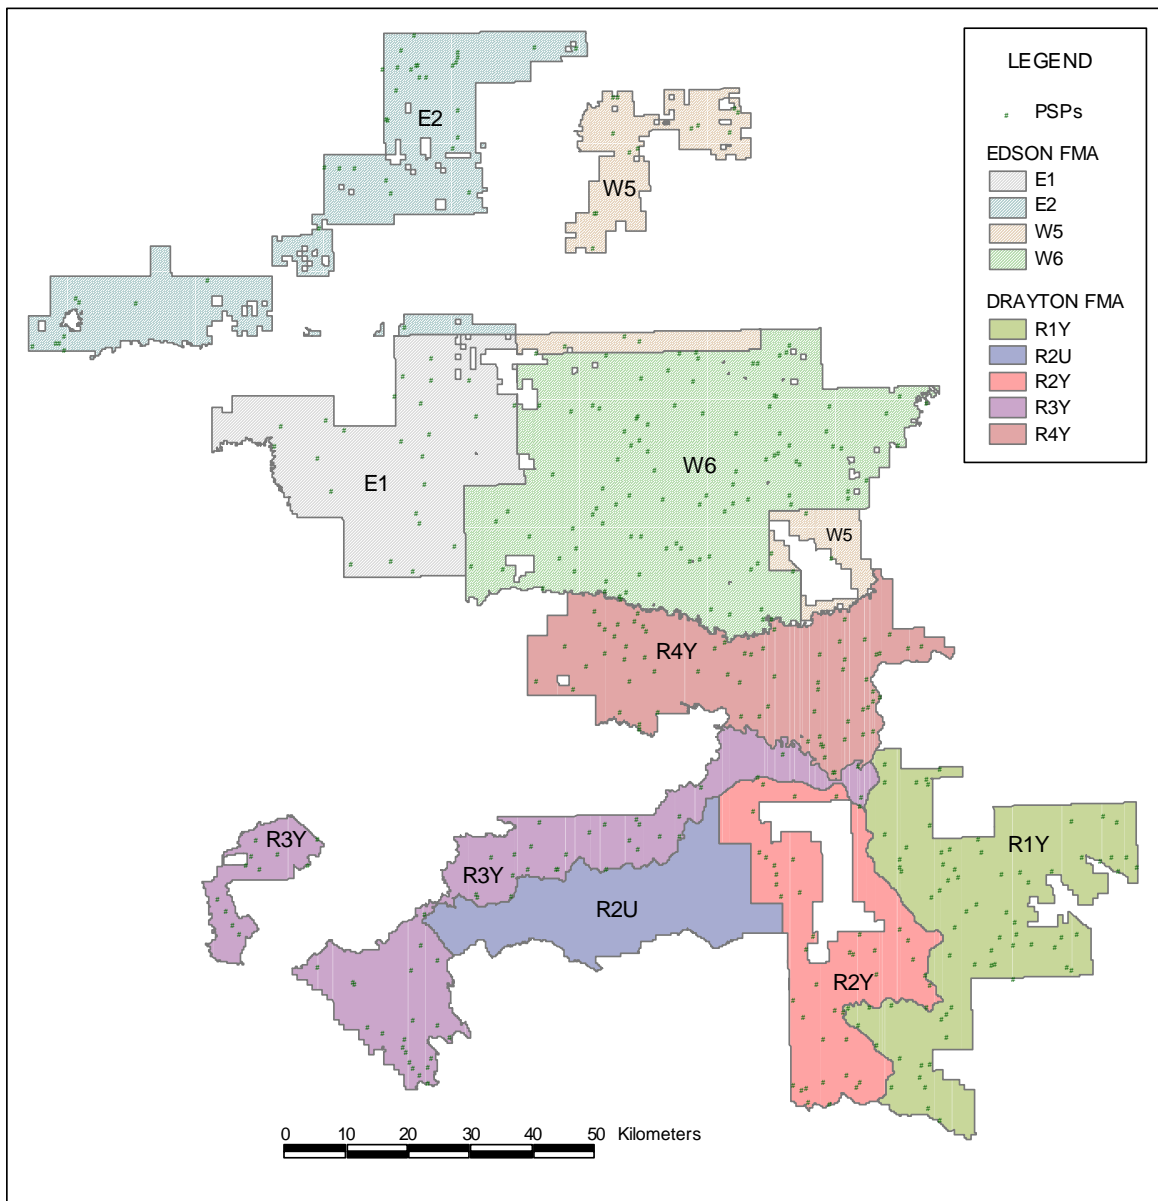 LEGEND
# PSPs
EDSON FMA
E1
E2
W5
W6
DRAYTON FMA
R1Y
R2U
R2Y
R3Y
R4Y
E2
W5
W6
E1
W5
R4Y
R3Y
R1Y
R3Y
R2U
R2Y
0 10 20 30 40 50 Kilometers